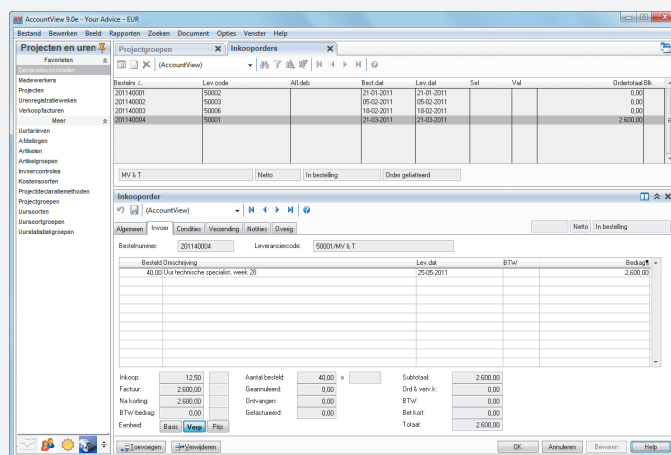 AccountView 9.0e - Your Advice - EUR
Bestand Bewerken Beeld Rapporten Zoeken Document Opties Venster Help
Projecten en uren
Favorieten
Declaratievoorstellen
Medewerkers
Projecten
Urenregistratieweken
Verkoopfacturen
Meer
Uurtarieven
Afdelingen
Artikelen
Artikelgroepen
Invoercontroles
Kostensoorten
Projectdeclaratiemethoden
Projectgroepen
Uursoorten
Uursoortgroepen
Uurstatistiekgroepen
Projectgroepen X Inkooporders X
(AccountView)
Bestelnr Lev.code Afl.deb Best.dat Lev.dat Sel Val Ordertotaal Blk
201140001 50002 21-01-2011 21-01-2011 0,00
201140002 50003 05-02-2011 05-02-2011 0,00
201140003 50006 18-02-2011 18-02-2011 0,00
201140004 50001 21-03-2011 21-03-2011 2.600,00
MV & T Netto In bestelling Order gefiatteerd
Inkooporder
(AccountView)
Algemeen Invoer Condities Verzending Notities Overig Netto In bestelling
Bestelnummer: 201140004 Leveranciercode: 50001/MV & T
Besteld Omschrijving Lev.dat BTW Bedrag¶
40,00 Uur technische specialist, week 28 25-05-2011 2.600,00
Inkoop: 12,50 Aantal besteld: 40,00 x Subtotaal: 2.600,00
Factuur: 2.600,00 Geannuleerd: 0,00 Ord & verv.k: 0,00
Na korting: 2.600,00 Ontvangen: 0,00 BTW: 0,00
BTW-bedrag: 0,00 Gefactureerd: 0,00 Bet.kort: 0,00
Eenheid: Basis Verp Prijs Totaal: 2.600,00
Toevoegen Verwijderen OK Annuleren Bewaren Help